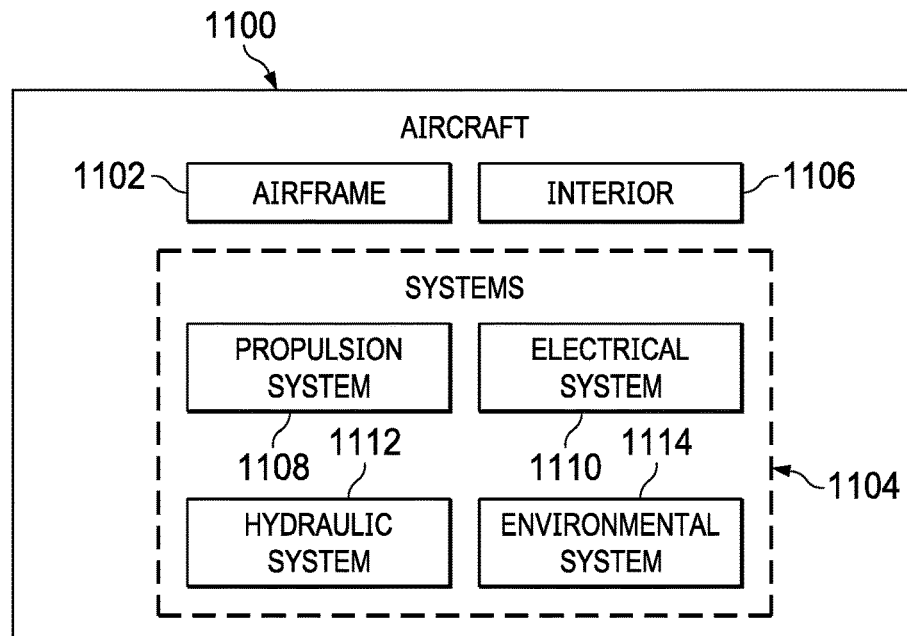 1100
AIRCRAFT
1102
AIRFRAME
INTERIOR
1106
SYSTEMS
PROPULSION
SYSTEM
ELECTRICAL
SYSTEM
1108
1112
1110
1114
1104
HYDRAULIC
SYSTEM
ENVIRONMENTAL
SYSTEM